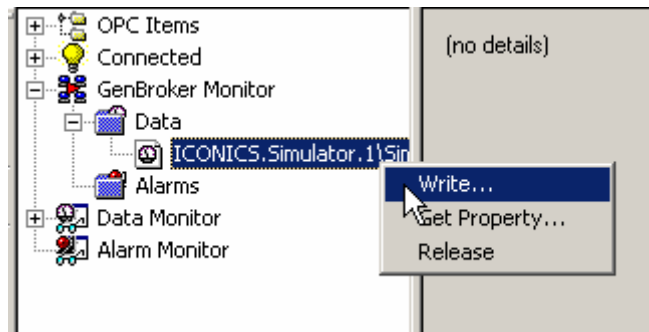 OPC Items
Connected
(no details)
GenBroker Monitor
Data
ICONICS.Simulator.1\Sin
Alarms
Write...
Data Monitor
Get Property...
Alarm Monitor
Release